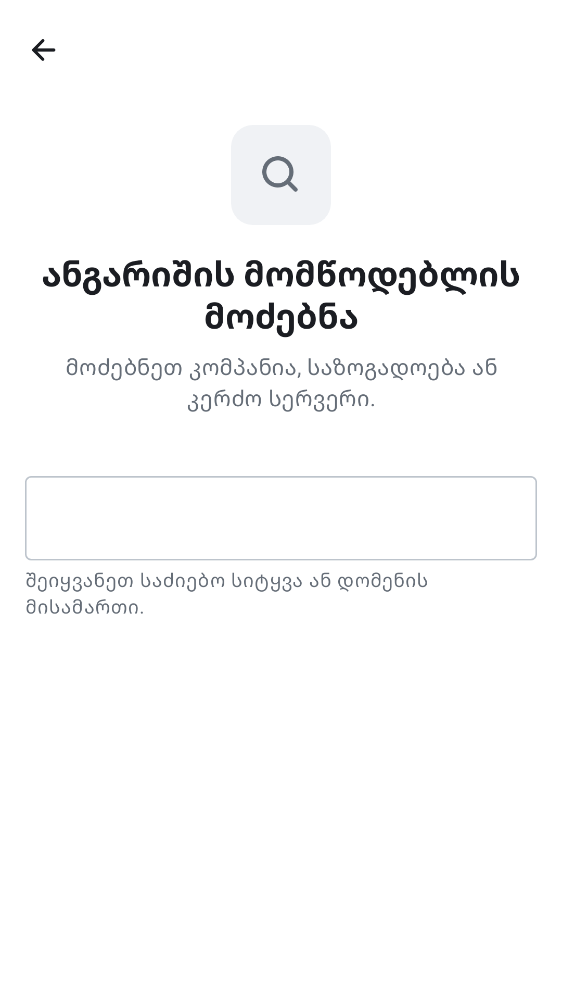 ანგარიშის მომწოდებლის
მოძებნა
მოძებნეთ კომპანია, საზოგადოება ან
კერძო სერვერი.
შეიყვანეთ საძიებო სიტყვა ან დომენის
მისამართი.